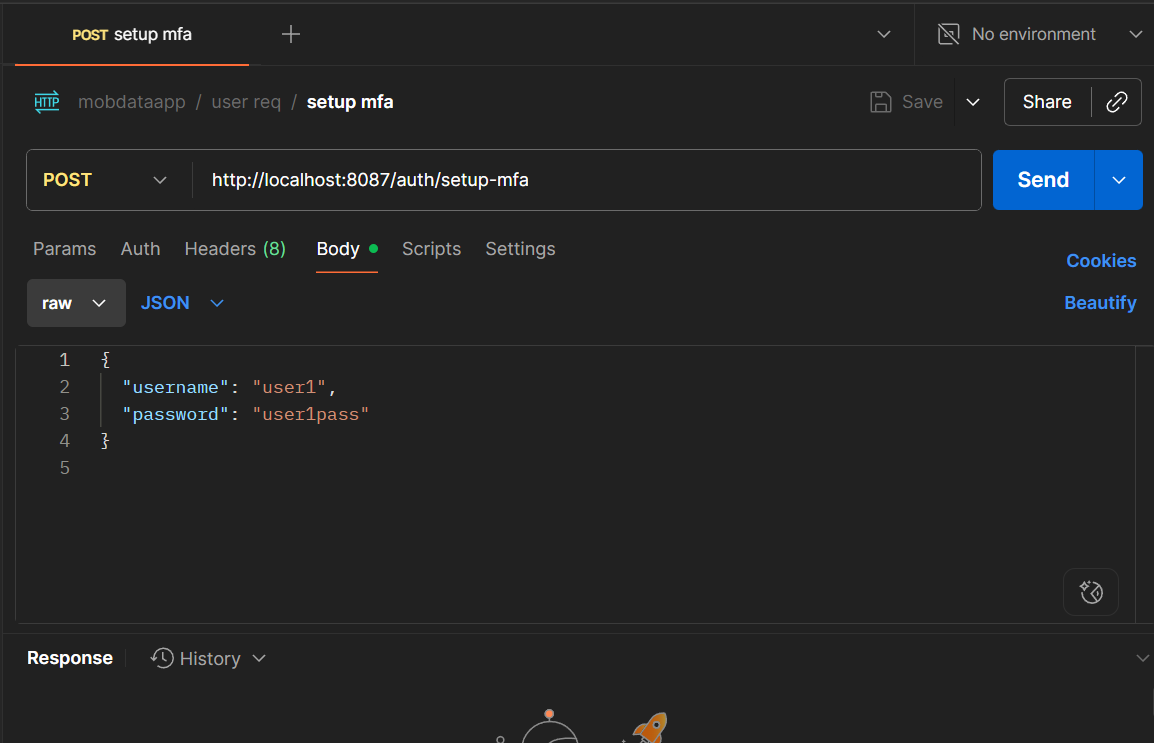 POST setup mfa
No environment
HTTP mobdataapp / user req / setup mfa
Save
Share
POST
http://localhost:8087/auth/setup-mfa
Send
Params Auth Headers (8) Body Scripts Settings
Cookies
raw JSON
Beautify
1 {
2 "username": "user1",
3 "password": "user1pass"
4 }
5
Response
History